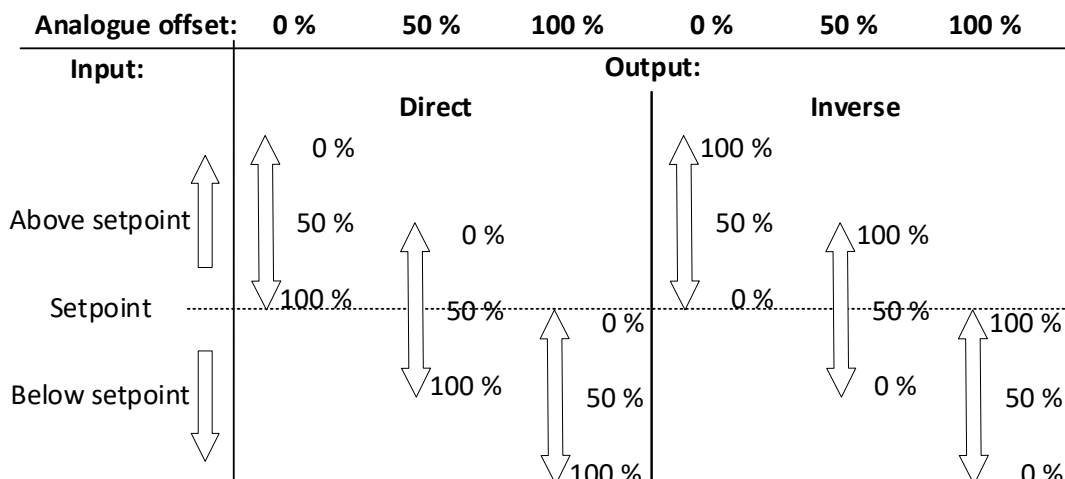 Analogue offset: 0 % 50 % 100 % 0 % 50 % 100 %
Input: Output:
Direct Inverse
0 % 100 %
Above setpoint 50 % 0 % 50 % 100 %
Setpoint 100 % 50 % 0 % 0 % 50 % 100 %
Below setpoint 100 % 50 % 0 % 50 %
100 % 0 %